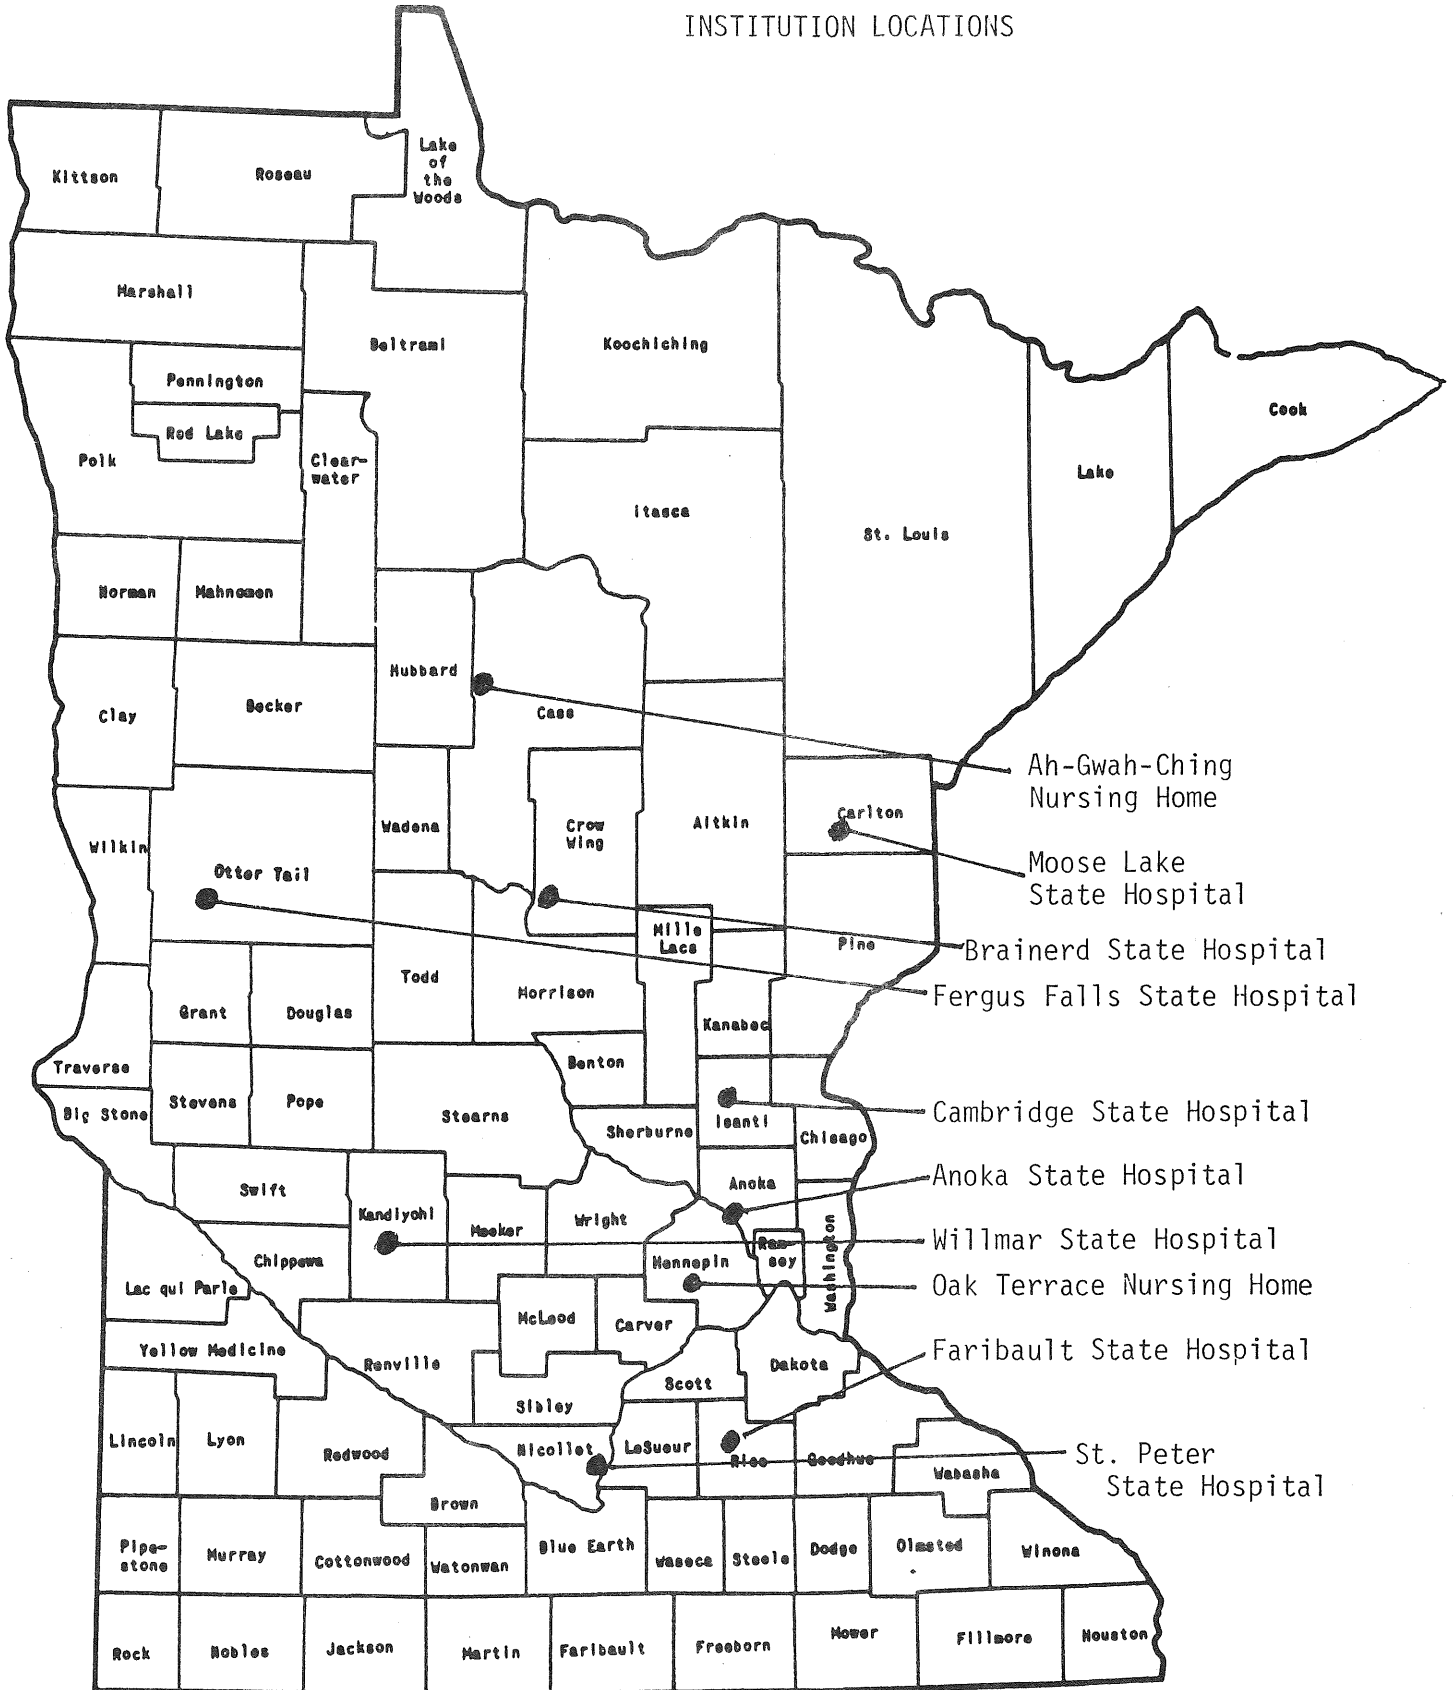 INSTITUTION LOCATIONS
Kittson
Roseau
Lake
of
the
Woods
Marshall
Beltrami
Koochiching
Pennington
Red Lake
Polk
Clear-
water
Cook
Lake
Itasca
St. Louis
Norman
Mahnomen
Hubbard
Clay
Becker
Cass
Ah-Gwah-Ching
Nursing Home
Wilkin
Otter Tail
Wadena
Crow
Wing
Aitkin
Carlton
Moose Lake
State Hospital
Mille
Lacs
Pine
Brainerd State Hospital
Todd
Morrison
Fergus Falls State Hospital
Grant
Douglas
Kanabec
Traverse
Benton
Big Stone
Stevens
Pope
Stearns
Sherburne
Isanti
Chisago
Cambridge State Hospital
Swift
Anoka
Anoka State Hospital
Kandiyohi
Meeker
Wright
Ram-
sey
Washington
Willmar State Hospital
Chippewa
Hennepin
Oak Terrace Nursing Home
Lac qui Parle
McLeod
Carver
Yellow Medicine
Renville
Dakota
Faribault State Hospital
Scott
Sibley
Lincoln
Lyon
Redwood
Nicollet
LeSueur
Rice
Goodhue
Wabasha
St. Peter
State Hospital
Brown
Pipe-
stone
Murray
Cottonwood
Watonwan
Blue Earth
Waseca
Steele
Dodge
Olmsted
Winona
Rock
Nobles
Jackson
Martin
Faribault
Freeborn
Mower
Fillmore
Houston